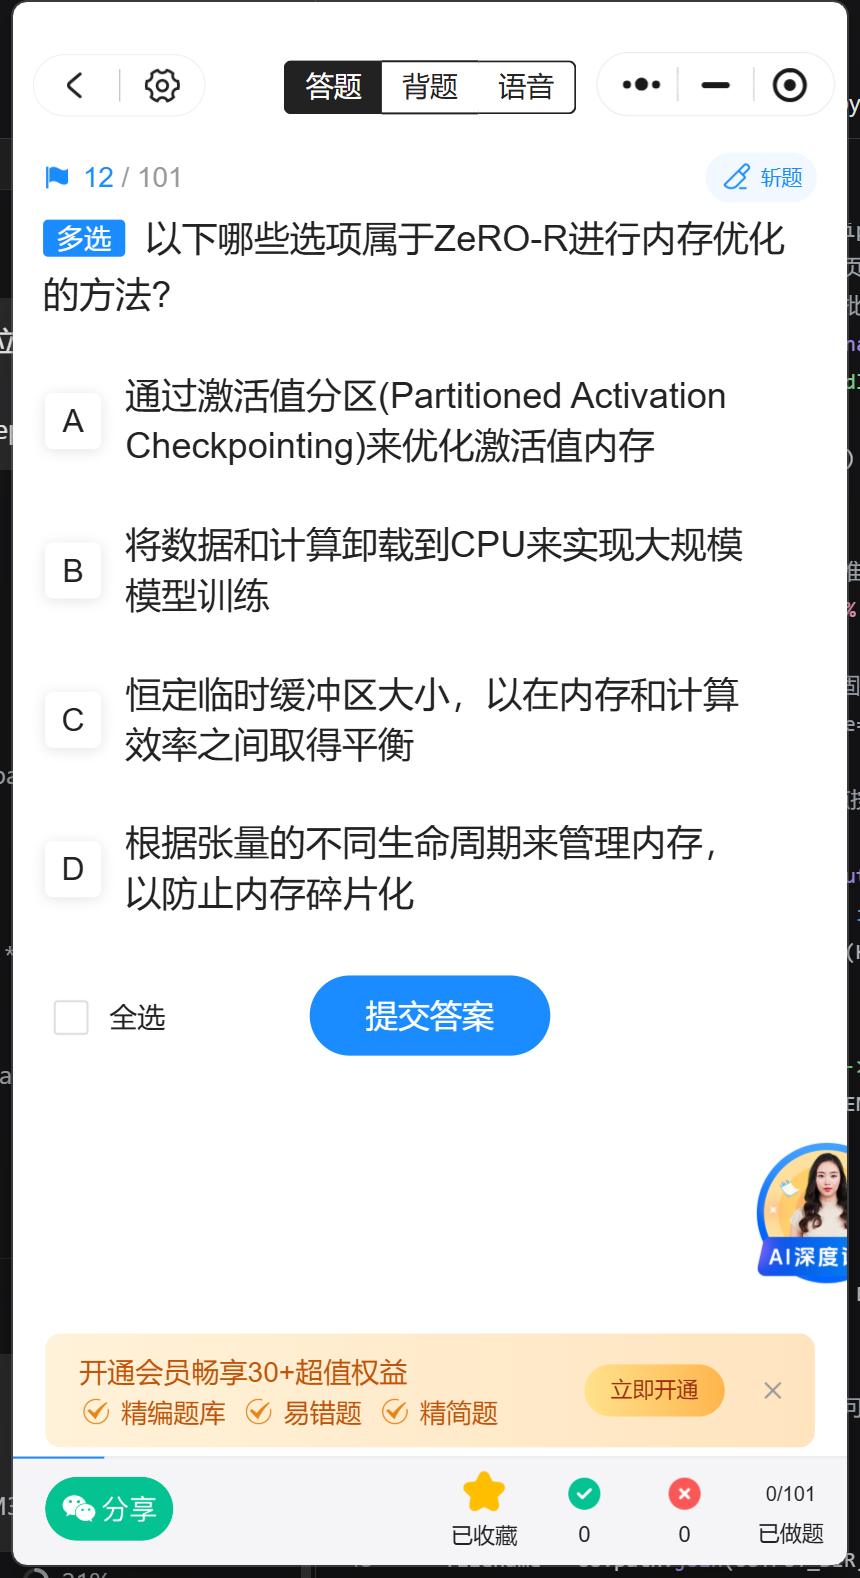 答题 背题 语音
12 / 101
斩题
多选 以下哪些选项属于ZeRO-R进行内存优化
的方法?
A 通过激活值分区(Partitioned Activation
Checkpointing)来优化激活值内存
B 将数据和计算卸载到CPU来实现大规模
模型训练
C 恒定临时缓冲区大小，以在内存和计算
效率之间取得平衡
D 根据张量的不同生命周期来管理内存，
以防止内存碎片化
全选 提交答案
AI深度
开通会员畅享30+超值权益
精编题库 易错题 精简题
立即开通
分享
已收藏
0
0
0/101
已做题